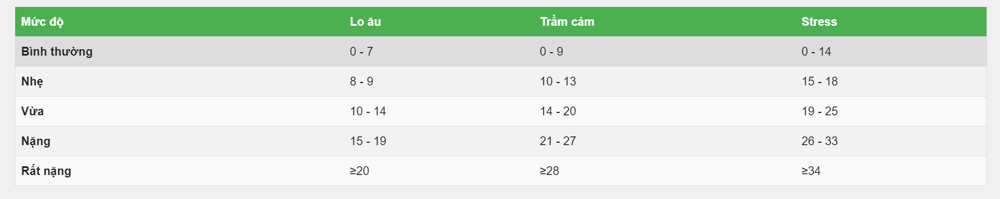 Mức độ Lo âu Trầm cảm Stress
Bình thường 0 - 7 0 - 9 0 - 14
Nhẹ 8 - 9 10 - 13 15 - 18
Vừa 10 - 14 14 - 20 19 - 25
Nặng 15 - 19 21 - 27 26 - 33
Rất nặng ≥20 ≥28 ≥34